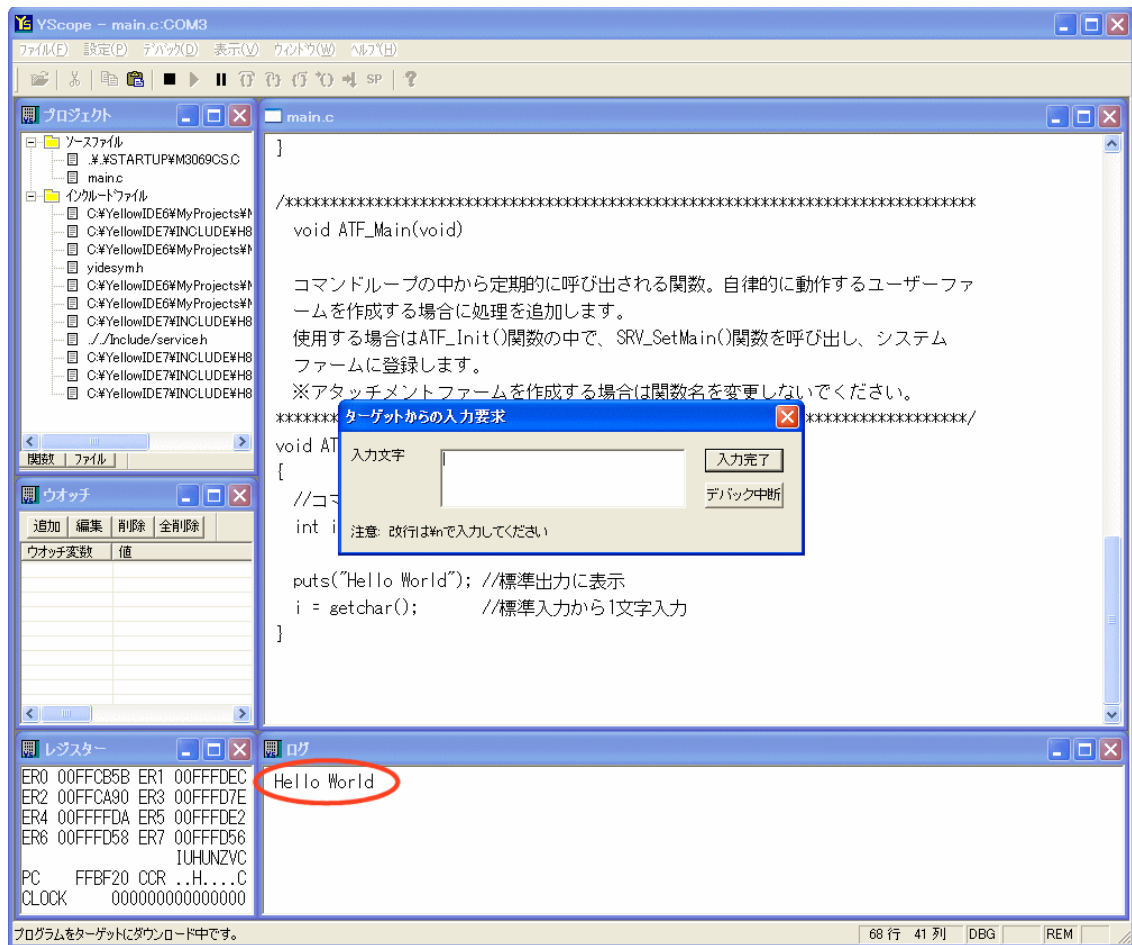 YScope - main.c:COM3
ファイル(F) 設定(P) デバック(D) 表示(V) ウィンドウ(W) ヘルプ(H)
SP
プロジェクト
ソースファイル
.¥.¥STARTUP¥M3069CS.C
main.c
インクルードファイル
C:¥YellowIDE6¥MyProjects¥M
C:¥YellowIDE7¥INCLUDE¥H8
C:¥YellowIDE6¥MyProjects¥M
yidesym.h
C:¥YellowIDE6¥MyProjects¥M
C:¥YellowIDE6¥MyProjects¥M
C:¥YellowIDE7¥INCLUDE¥H8
././Include/service.h
C:¥YellowIDE7¥INCLUDE¥H8
C:¥YellowIDE7¥INCLUDE¥H8
C:¥YellowIDE7¥INCLUDE¥H8
関数 ファイル
ウオッチ
追加 編集 削除 全削除
ウオッチ変数 値
レジスター
ER0 00FFCB5B ER1 00FFFDEC
ER2 00FFCA90 ER3 00FFFD7E
ER4 00FFFFDA ER5 00FFFDE2
ER6 00FFFD58 ER7 00FFFD56
IUHUNZVC
PC FFBF20 CCR ..H....C
CLOCK 000000000000000
main.c
}
/*****************************************************************************
void ATF_Main(void)
コマンドループの中から定期的に呼び出される関数。自律的に動作するユーザーファ
ームを作成する場合に処理を追加します。
使用する場合はATF_Init()関数の中で、SRV_SetMain()関数を呼び出し、システム
ファームに登録します。
※アタッチメントファームを作成する場合は関数名を変更しないでください。
*****************************************************************************/
void AT
{
//コマ
int i
puts("Hello World"); //標準出力に表示
i = getchar(); //標準入力から1文字入力
}
ターゲットからの入力要求
入力文字
入力完了
デバック中断
注意: 改行は¥nで入力してください
ログ
Hello World
プログラムをターゲットにダウンロード中です。
68 行 41 列 DBG REM